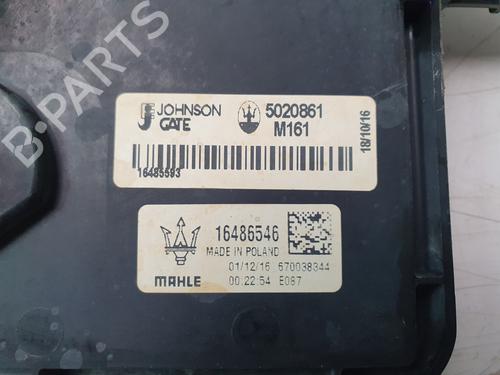 B-PARTS
JOHNSON
GATE
5020861
M161
18/10/16
16485593
16486546
MADE IN POLAND
01/12/16 670038344
00:22:54 E087
MAHLE